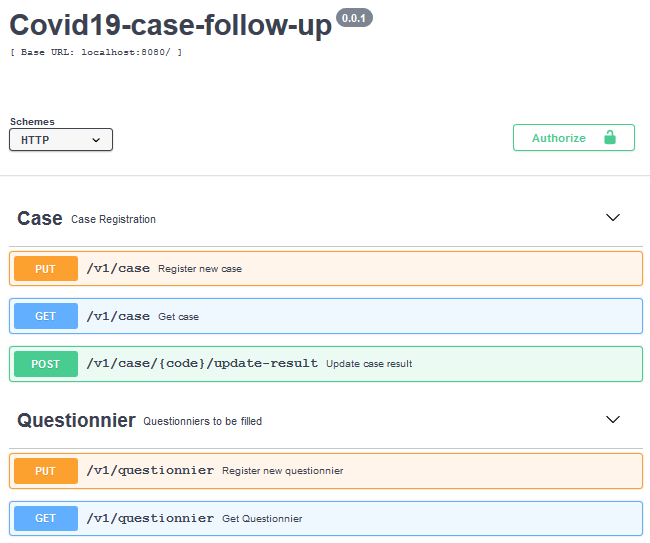 Covid19-case-follow-up 0.0.1
[ Base URL: localhost:8080/ ]
Schemes
HTTP
Authorize
Case Case Registration
PUT /v1/case Register new case
GET /v1/case Get case
POST /v1/case/{code}/update-result Update case result
Questionnier Questionniers to be filled
PUT /v1/questionnier Register new questionnier
GET /v1/questionnier Get Questionnier